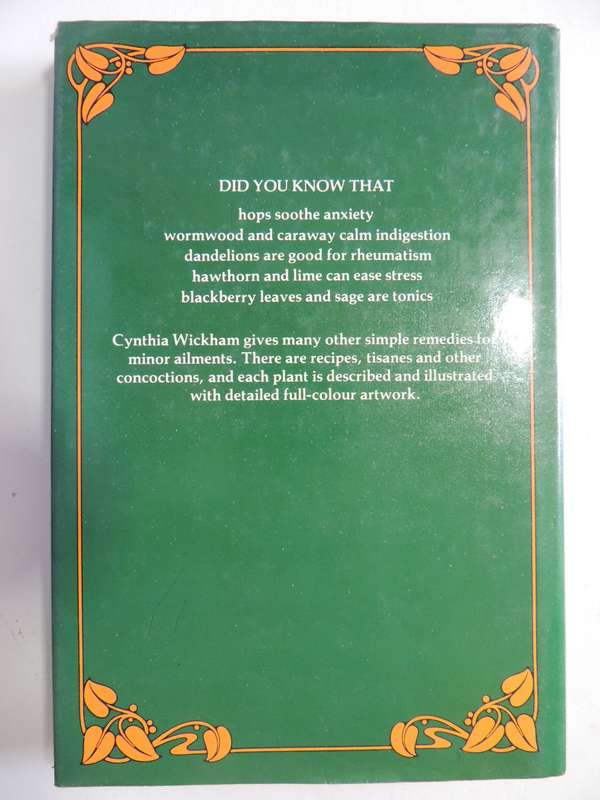 DID YOU KNOW THAT
hops soothe anxiety
wormwood and caraway calm indigestion
dandelions are good for rheumatism
hawthorn and lime can ease stress
blackberry leaves and sage are tonics
Cynthia Wickham gives many other simple remedies for
minor ailments. There are recipes, tisanes and other
concoctions, and each plant is described and illustrated
with detailed full-colour artwork.